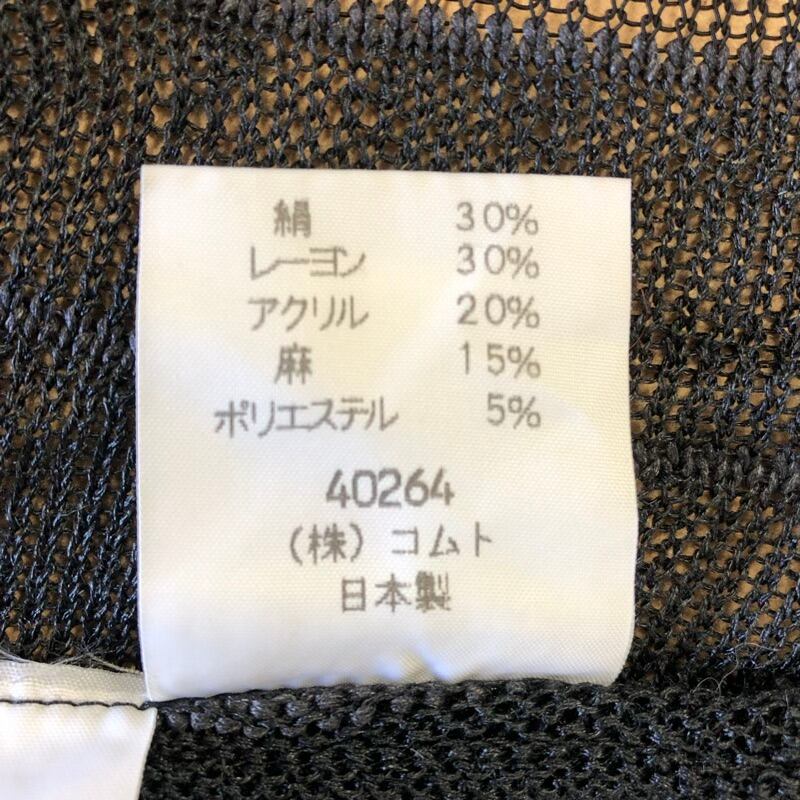 絹 30%
レーヨン 30%
アクリル 20%
麻 15%
ポリエステル 5%
40264
(株) コムト
日本製